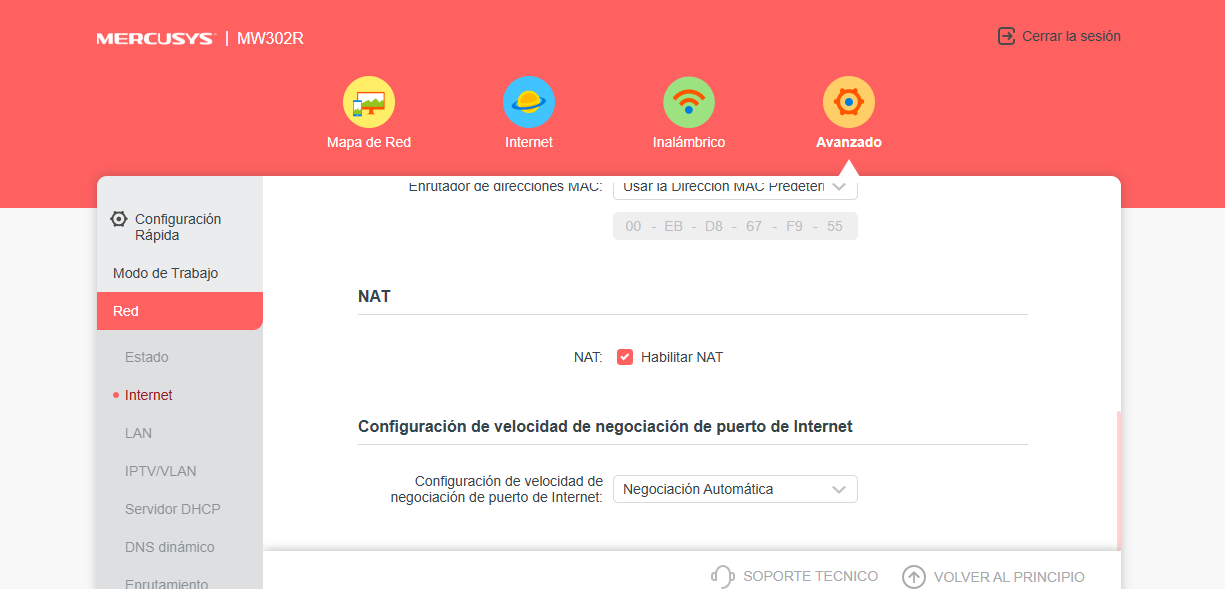 MERCUSYS | MW302R
Cerrar la sesión
Mapa de Red
Internet
Inalámbrico
Avanzado
Configuración
Rápida
Modo de Trabajo
Red
Estado
Internet
LAN
IPTV/VLAN
Servidor DHCP
DNS dinámico
Enrutamiento
Enrutador de direcciones MAC:
Usar la Dirección MAC Predeter
00 - EB - D8 - 67 - F9 - 55
NAT
NAT:
Habilitar NAT
Configuración de velocidad de negociación de puerto de Internet
Configuración de velocidad de
negociación de puerto de Internet:
Negociación Automática
SOPORTE TECNICO
VOLVER AL PRINCIPIO